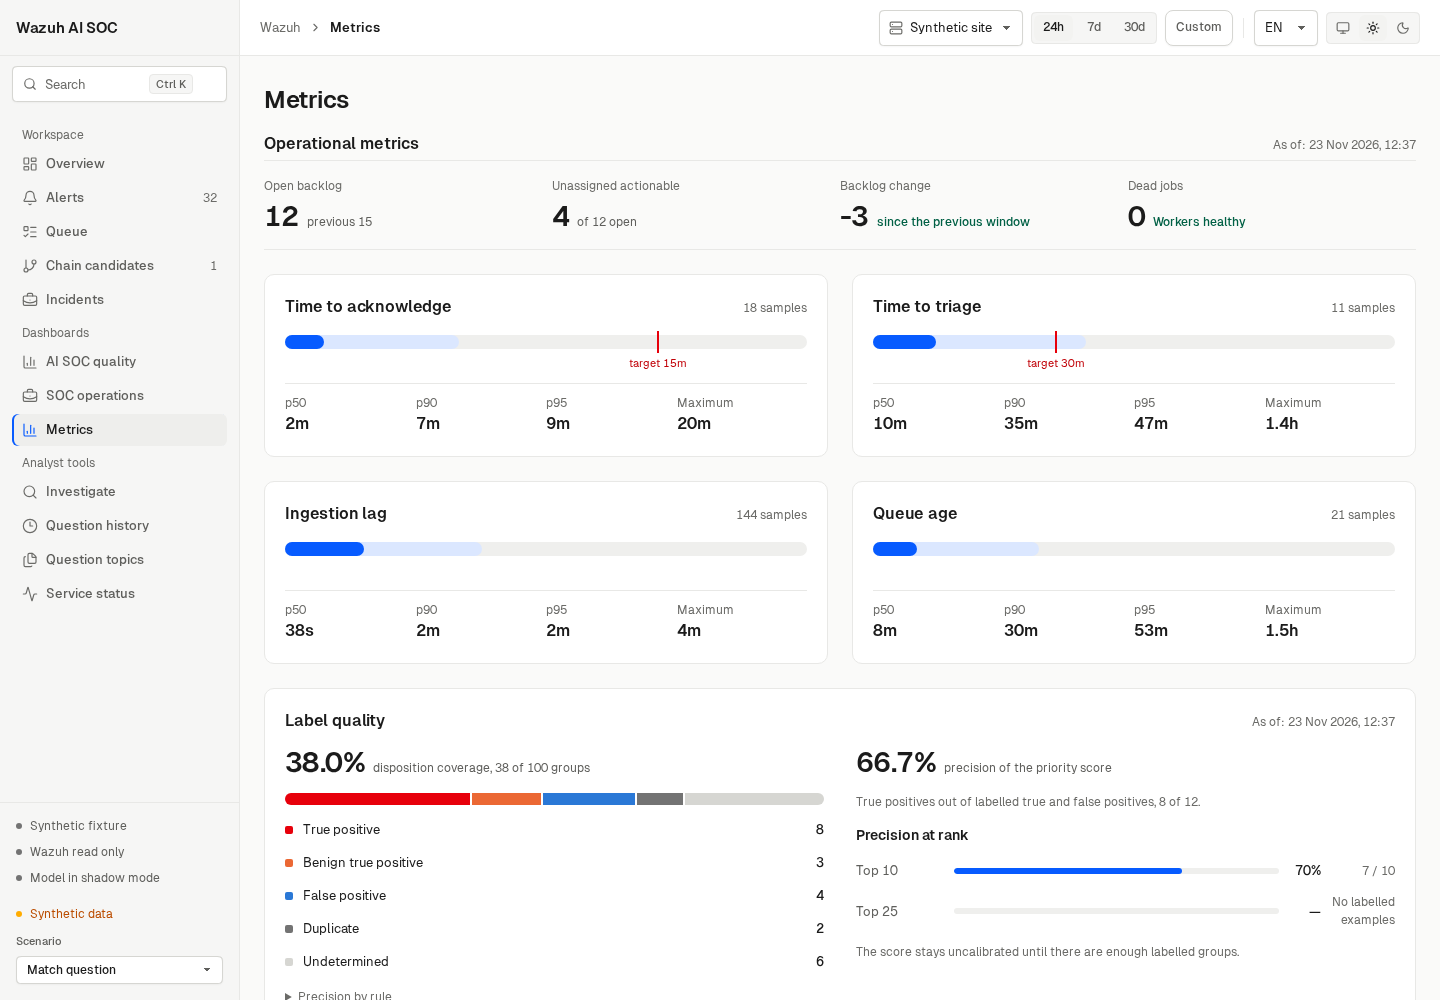 Wazuh AI SOC
Search
Ctrl K
Workspace
Overview
Alerts
32
Queue
Chain candidates
1
Incidents
Dashboards
AI SOC quality
SOC operations
Metrics
Analyst tools
Investigate
Question history
Question topics
Service status
Synthetic fixture
Wazuh read only
Model in shadow mode
Synthetic data
Scenario
Match question
Wazuh > Metrics
Synthetic site
24h
7d
30d
Custom
EN
Metrics
Operational metrics
As of: 23 Nov 2026, 12:37
Open backlog
12 previous 15
Unassigned actionable
4 of 12 open
Backlog change
-3 since the previous window
Dead jobs
0 Workers healthy
Time to acknowledge
18 samples
target 15m
p50
2m
p90
7m
p95
9m
Maximum
20m
Time to triage
11 samples
target 30m
p50
10m
p90
35m
p95
47m
Maximum
1.4h
Ingestion lag
144 samples
p50
38s
p90
2m
p95
2m
Maximum
4m
Queue age
21 samples
p50
8m
p90
30m
p95
53m
Maximum
1.5h
Label quality
As of: 23 Nov 2026, 12:37
38.0% disposition coverage, 38 of 100 groups
True positive
8
Benign true positive
3
False positive
4
Duplicate
2
Undetermined
6
Precision by rule
66.7% precision of the priority score
True positives out of labelled true and false positives, 8 of 12.
Precision at rank
Top 10
70%
7 / 10
Top 25
—
No labelled
examples
The score stays uncalibrated until there are enough labelled groups.